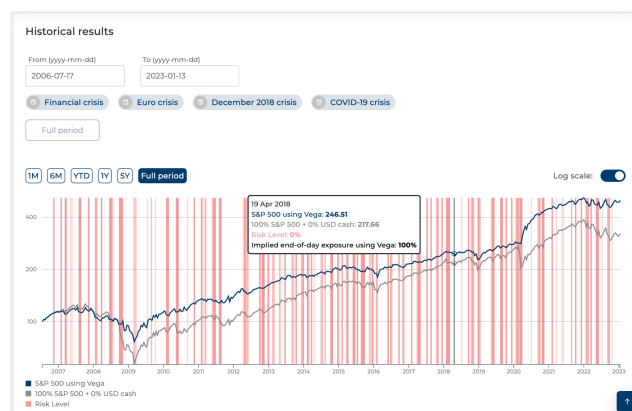 Historical results
From (yyyy-mm-dd) To (yyyy-mm-dd)
2006-07-17 2023-01-13
Financial crisis Euro crisis December 2018 crisis COVID-19 crisis
Full period
1M 6M YTD 1Y 5Y Full period Log scale:
19 Apr 2018
S&P 500 using Vega: 246.51
100% S&P 500 + 0% USD cash: 217.66
Risk Level: 0%
Implied end-of-day exposure using Vega: 100%
400
200
100
2007 2008 2009 2010 2011 2012 2013 2014 2015 2016 2017 2018 2019 2020 2021 2022 2023
S&P 500 using Vega
100% S&P 500 + 0% USD cash
Risk Level